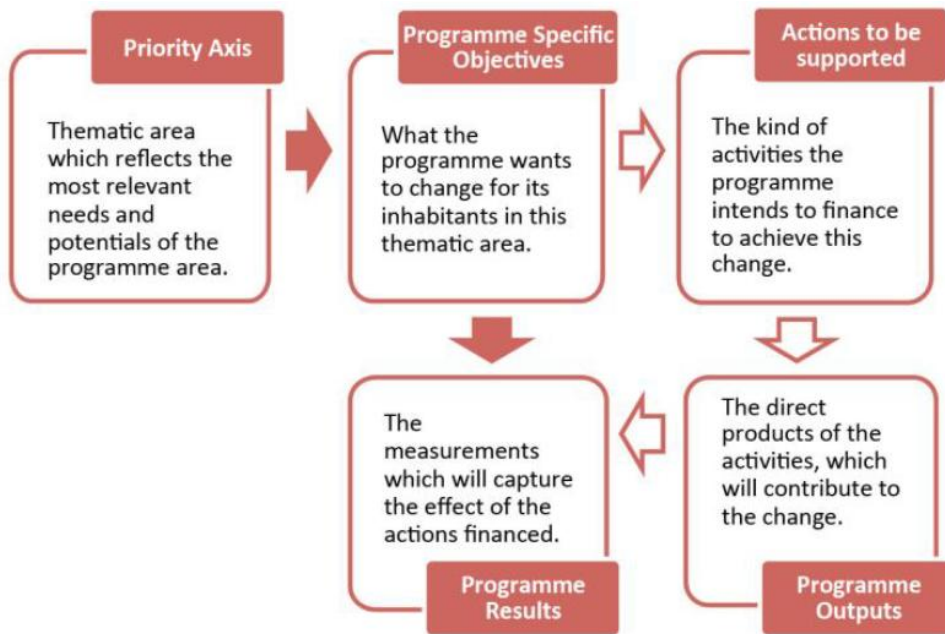 Priority Axis
Thematic area
which reflects the
most relevant
needs and
potentials of the
programme area.
Programme Specific
Objectives
What the
programme wants
to change for its
inhabitants in this
thematic area.
Actions to be
supported
The kind of
activities the
programme
intends to finance
to achieve this
change.
The
measurements
which will capture
the effect of the
actions financed.
Programme
Results
The direct
products of the
activities, which
will contribute to
the change.
Programme
Outputs